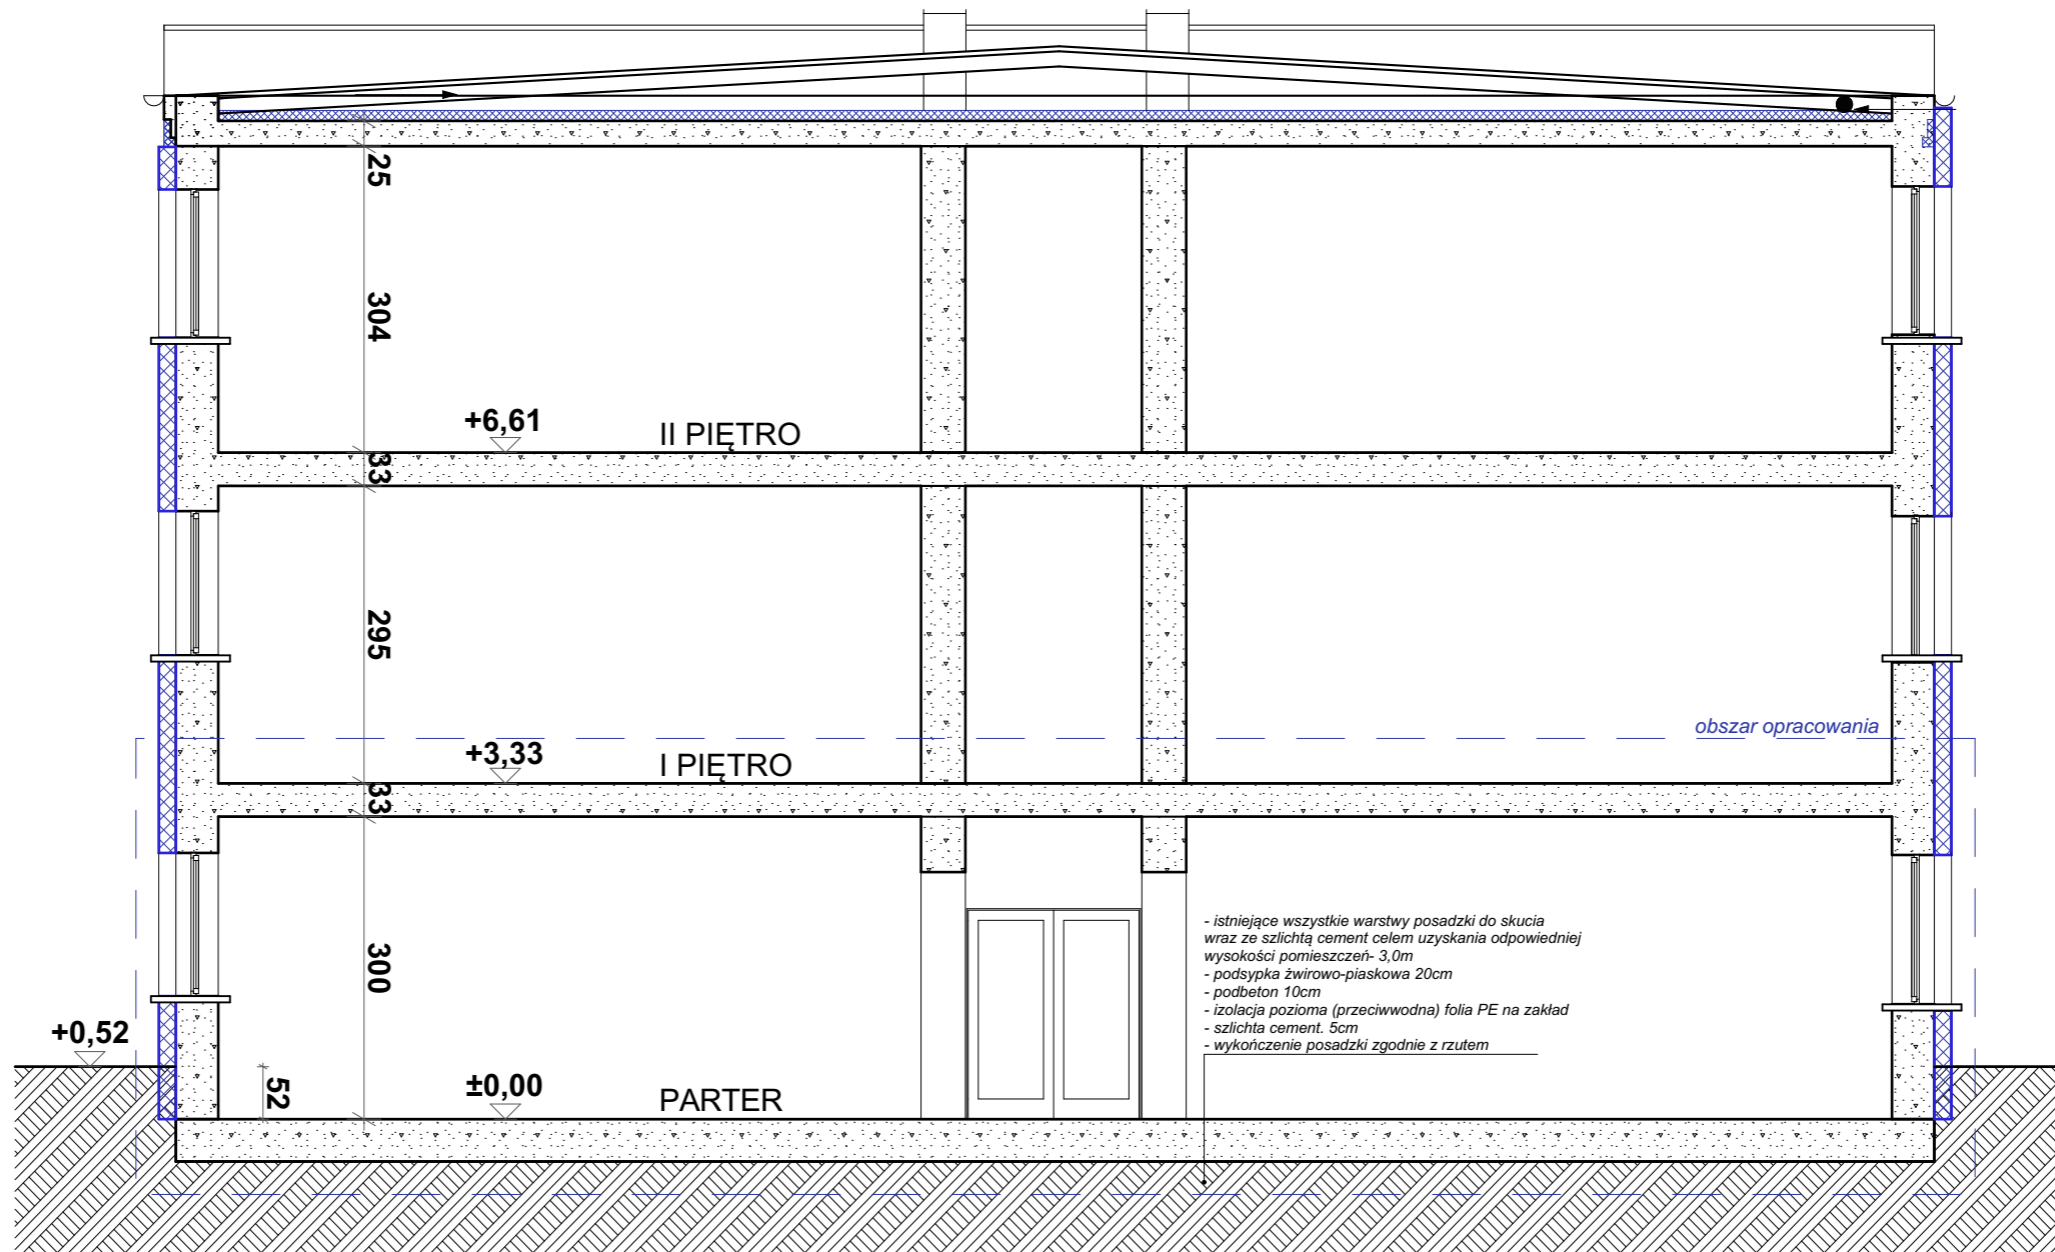 25
304
+6,61
II PIĘTRO
33
295
obszar opracowania
+3,33
I PIĘTRO
33
300
- istniejące wszystkie warstwy posadzki do skucia
wraz ze szlichtą cement celem uzyskania odpowiedniej
wysokości pomieszczeń- 3,0m
- podsypka żwirowo-piaskowa 20cm
- podbeton 10cm
- izolacja pozioma (przeciwwodna) folia PE na zakład
- szlichta cement. 5cm
- wykończenie posadzki zgodnie z rzutem
+0,52
52
±0,00
PARTER